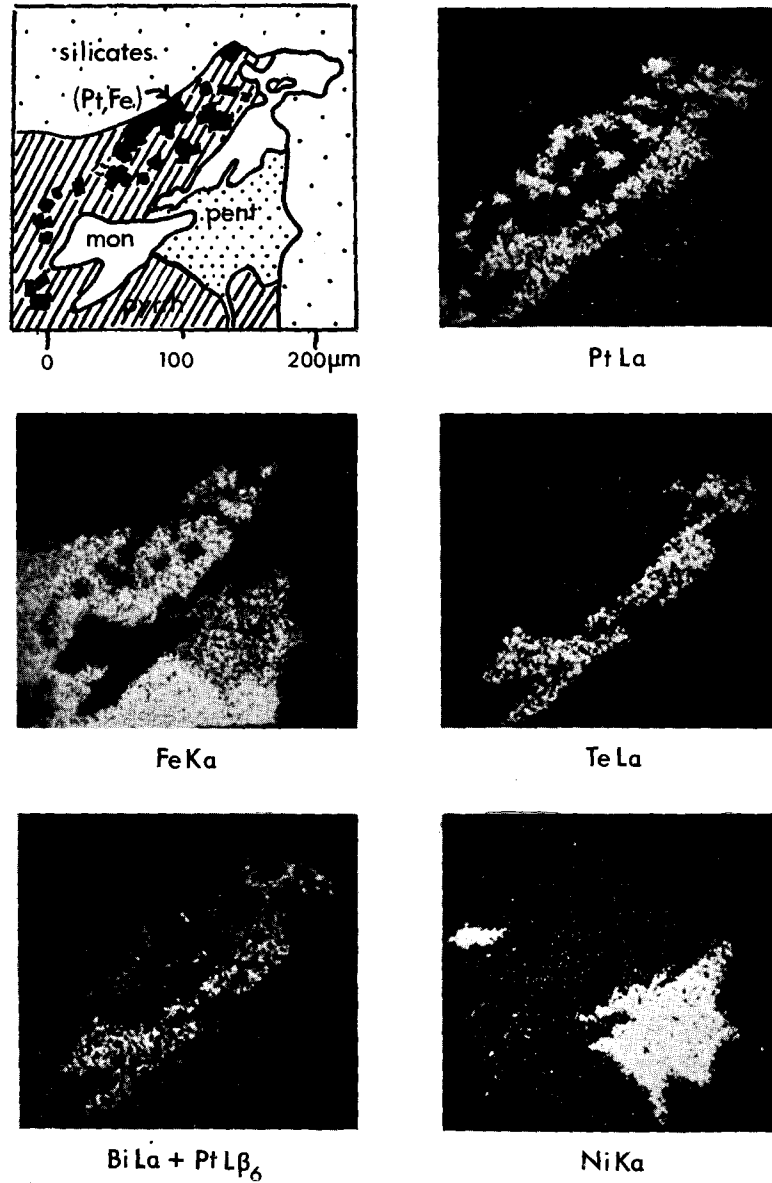 silicates.
(Pt,Fe)
pent
mon
pyrrh
0 100 200µm
Pt La
Fe Ka
Te La
Bi La + Pt Lβ₆
Ni Ka